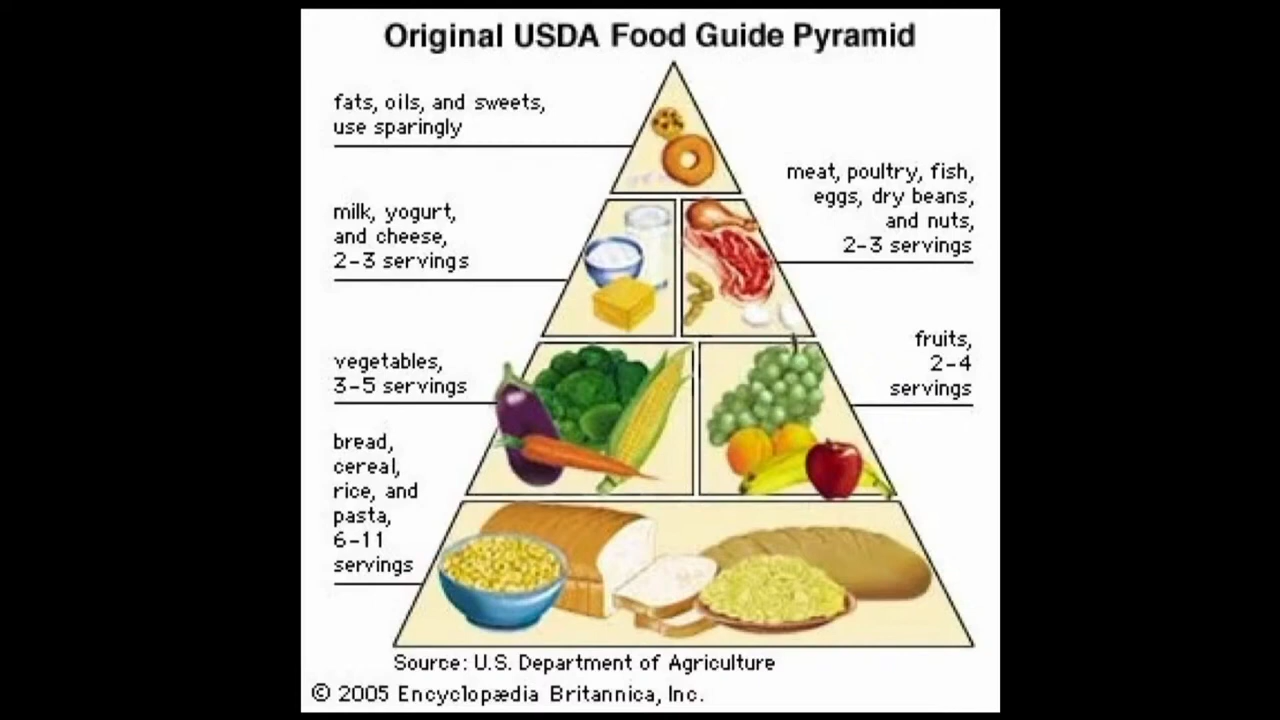 Original USDA Food Guide Pyramid
fats, oils, and sweets,
use sparingly
meat, poultry, fish,
eggs, dry beans,
and nuts,
2–3 servings
milk, yogurt,
and cheese,
2–3 servings
fruits,
2–4
servings
vegetables,
3–5 servings
bread,
cereal,
rice, and
pasta,
6–11
servings
Source: U.S. Department of Agriculture
© 2005 Encyclopædia Britannica, Inc.